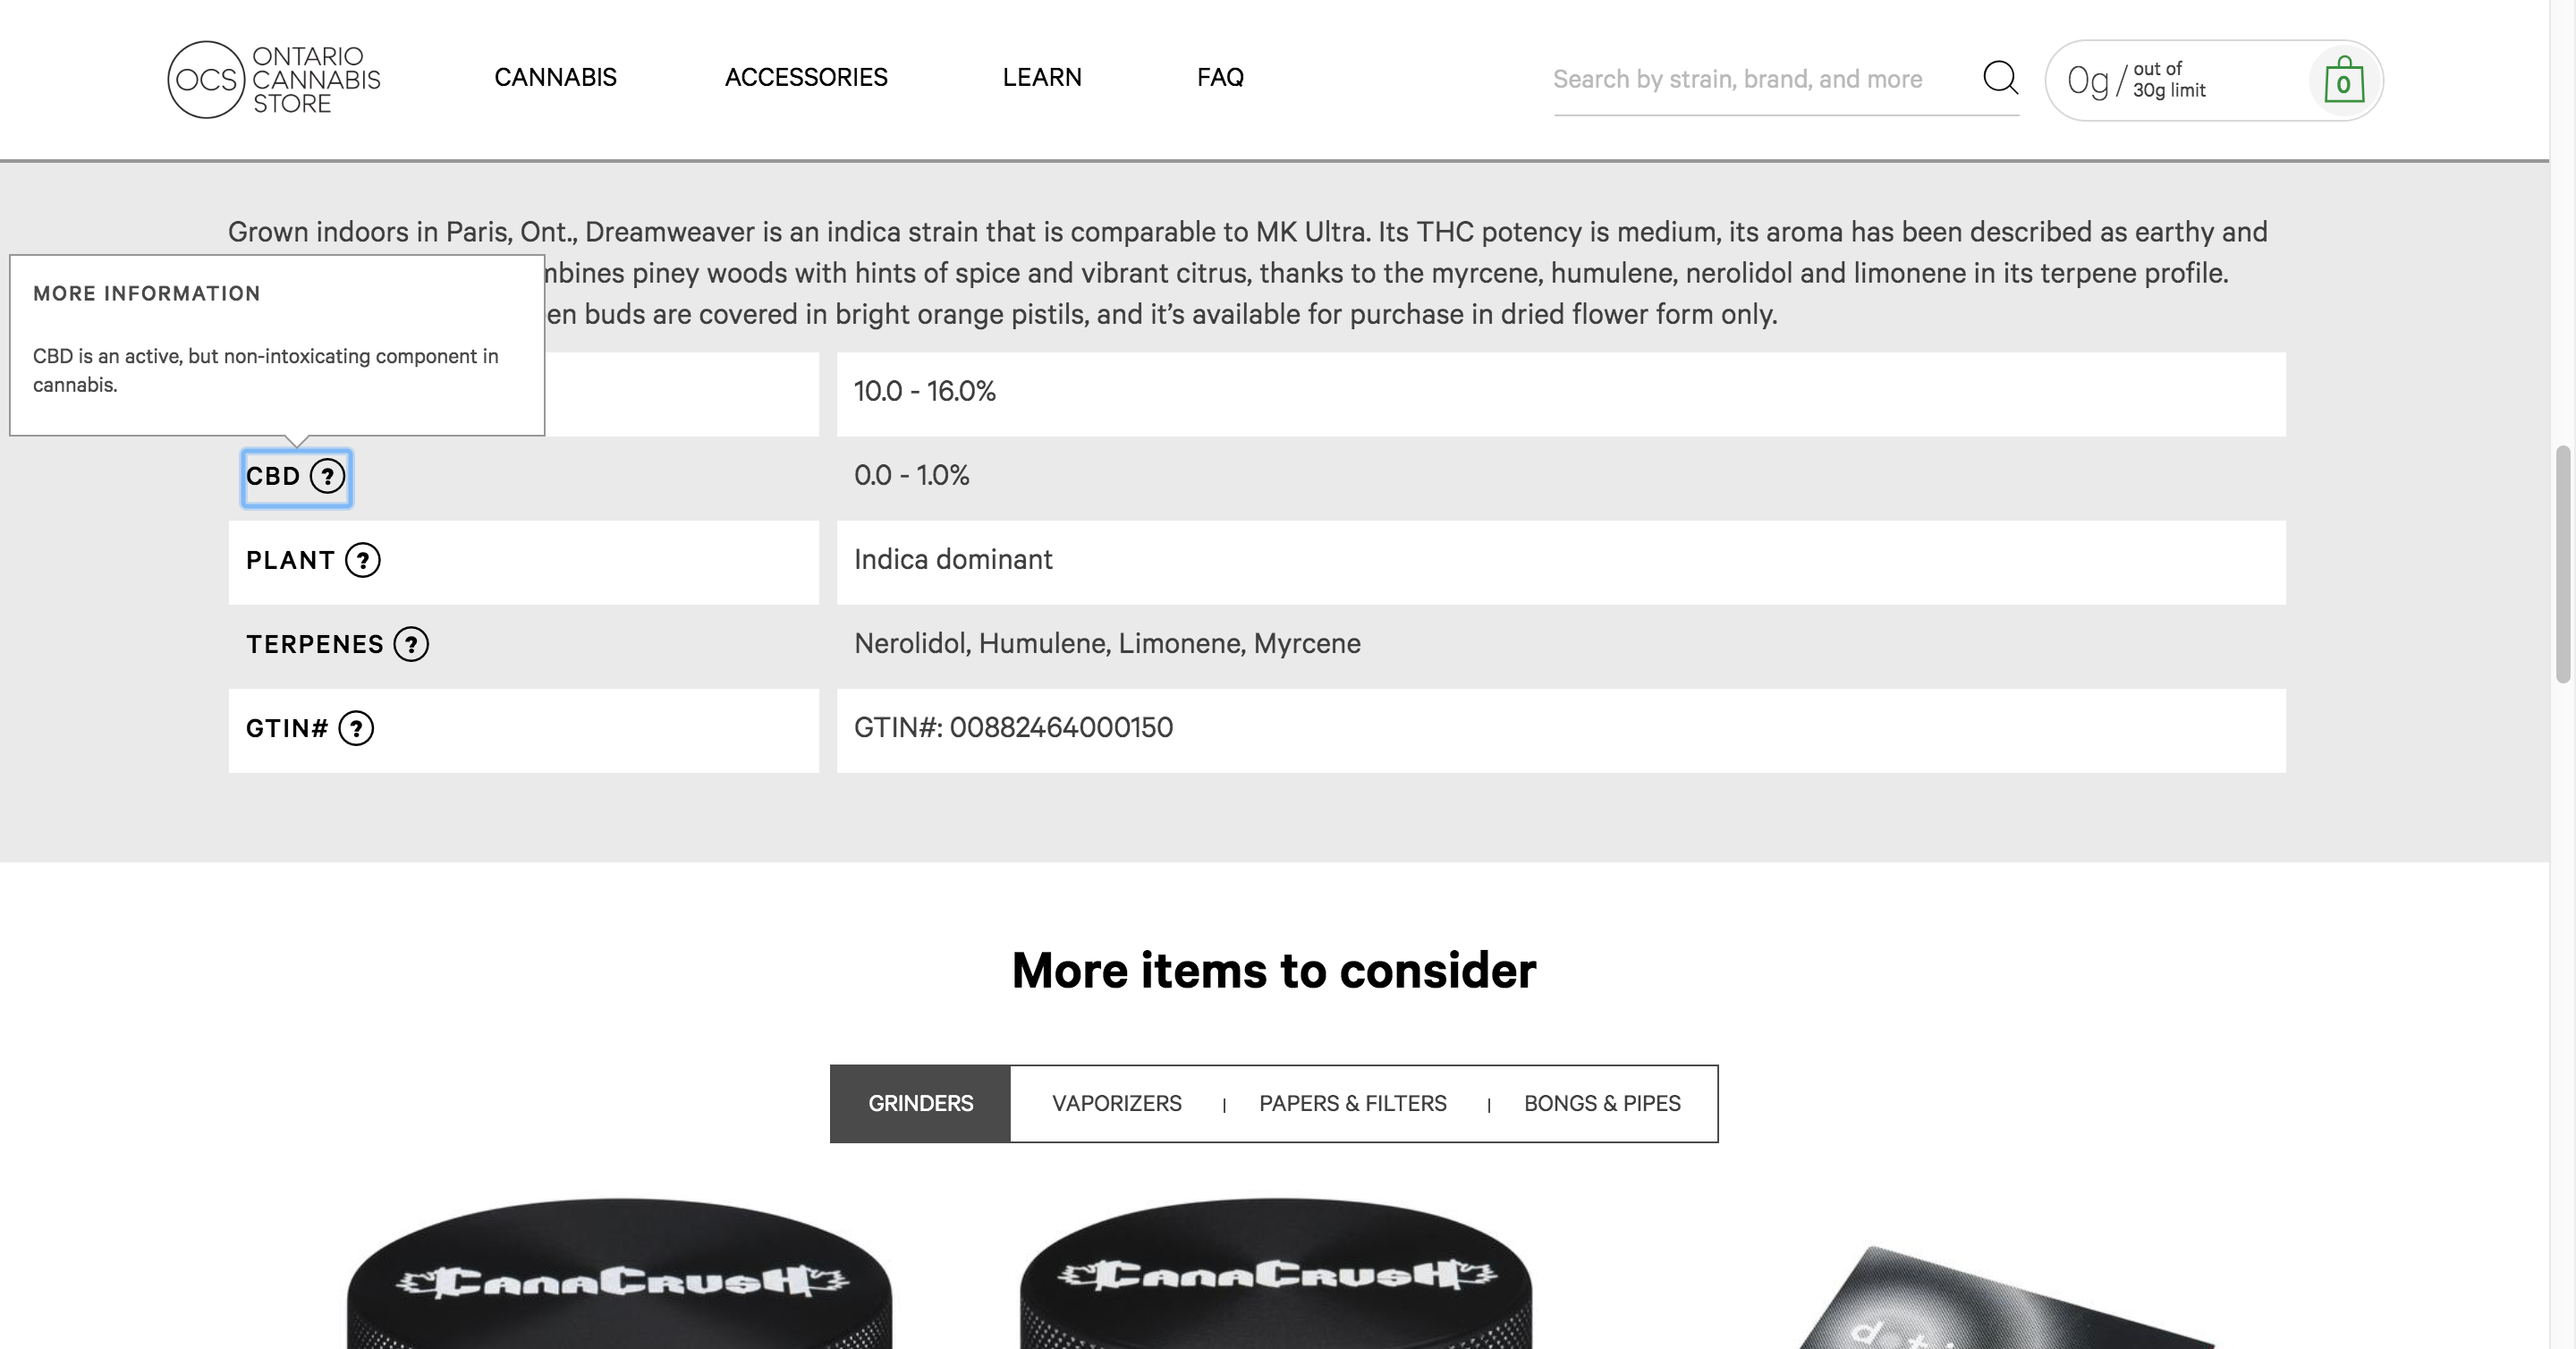 OCS
ONTARIO
CANNABIS
STORE
CANNABIS
ACCESSORIES
LEARN
FAQ
Search by strain, brand, and more
0g / out of
30g limit
0
Grown indoors in Paris, Ont., Dreamweaver is an indica strain that is comparable to MK Ultra. Its THC potency is medium, its aroma has been described as earthy and
piney woods with hints of spice and vibrant citrus, thanks to the myrcene, humulene, nerolidol and limonene in its terpene profile.
buds are covered in bright orange pistils, and it’s available for purchase in dried flower form only.
MORE INFORMATION
CBD is an active, but non-intoxicating component in
cannabis.
10.0 - 16.0%
CBD ? 0.0 - 1.0%
PLANT ? Indica dominant
TERPENES ? Nerolidol, Humulene, Limonene, Myrcene
GTIN# ? GTIN#: 00882464000150
More items to consider
GRINDERS
VAPORIZERS | PAPERS & FILTERS | BONGS & PIPES
CANACRUSH
CANACRUSH